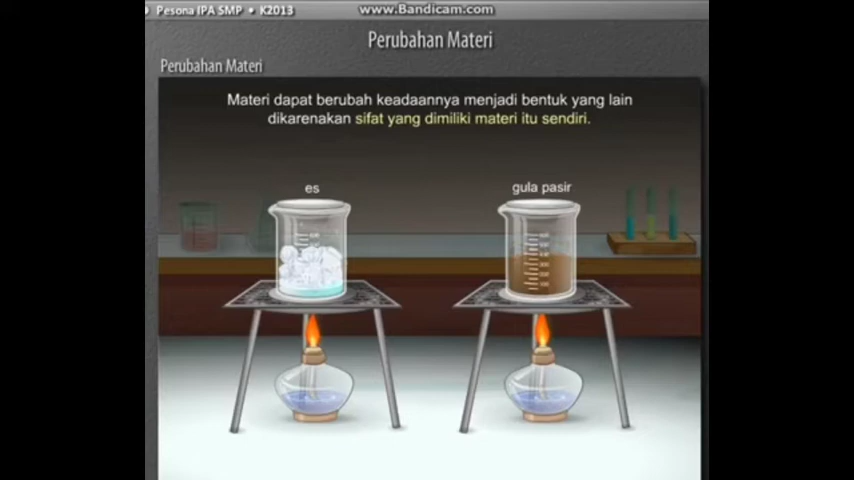 Pesona IPA SMP • K2013
www.Bandicam.com
Perubahan Materi
Perubahan Materi
Materi dapat berubah keadaannya menjadi bentuk yang lain
dikarenakan sifat yang dimiliki materi itu sendiri.
es
gula pasir